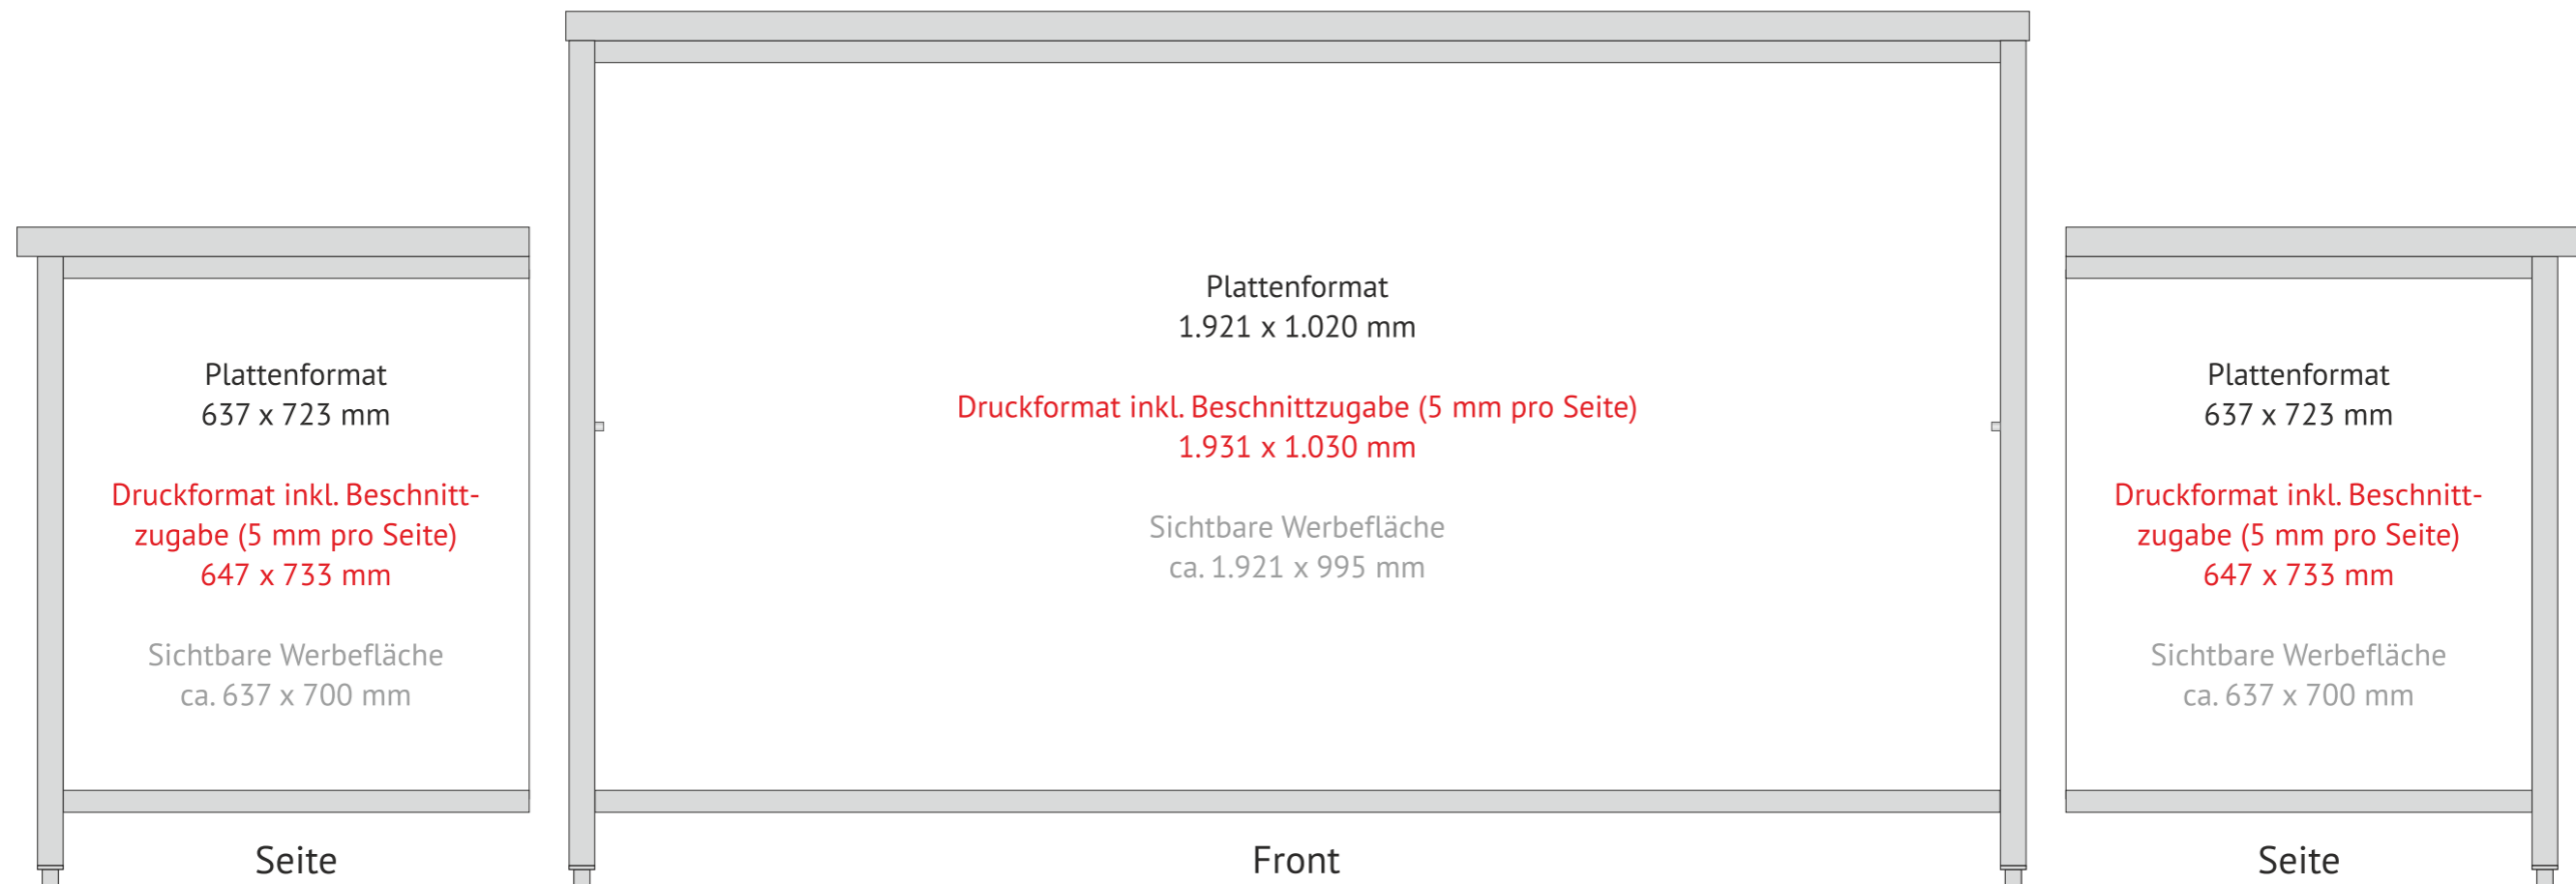 Plattenformat
637 x 723 mm
Druckformat inkl. Beschnitt-
zugabe (5 mm pro Seite)
647 x 733 mm
Sichtbare Werbefläche
ca. 637 x 700 mm
Seite
Plattenformat
1.921 x 1.020 mm
Druckformat inkl. Beschnittzugabe (5 mm pro Seite)
1.931 x 1.030 mm
Sichtbare Werbefläche
ca. 1.921 x 995 mm
Front
Plattenformat
637 x 723 mm
Druckformat inkl. Beschnitt-
zugabe (5 mm pro Seite)
647 x 733 mm
Sichtbare Werbefläche
ca. 637 x 700 mm
Seite